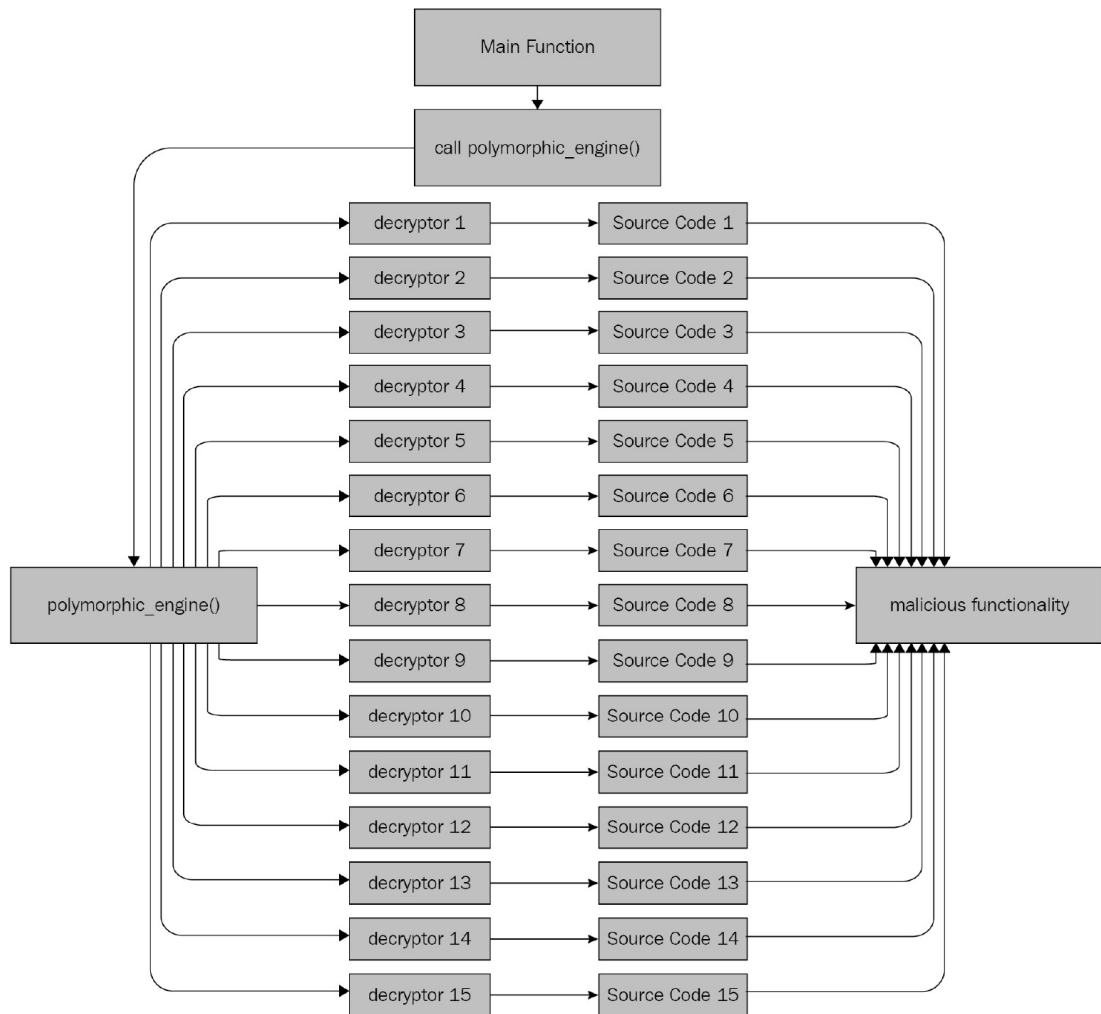 Main Function
call polymorphic_engine()
decryptor 1
Source Code 1
decryptor 2
Source Code 2
decryptor 3
Source Code 3
decryptor 4
Source Code 4
decryptor 5
Source Code 5
decryptor 6
Source Code 6
decryptor 7
Source Code 7
polymorphic_engine()
decryptor 8
Source Code 8
malicious functionality
decryptor 9
Source Code 9
decryptor 10
Source Code 10
decryptor 11
Source Code 11
decryptor 12
Source Code 12
decryptor 13
Source Code 13
decryptor 14
Source Code 14
decryptor 15
Source Code 15